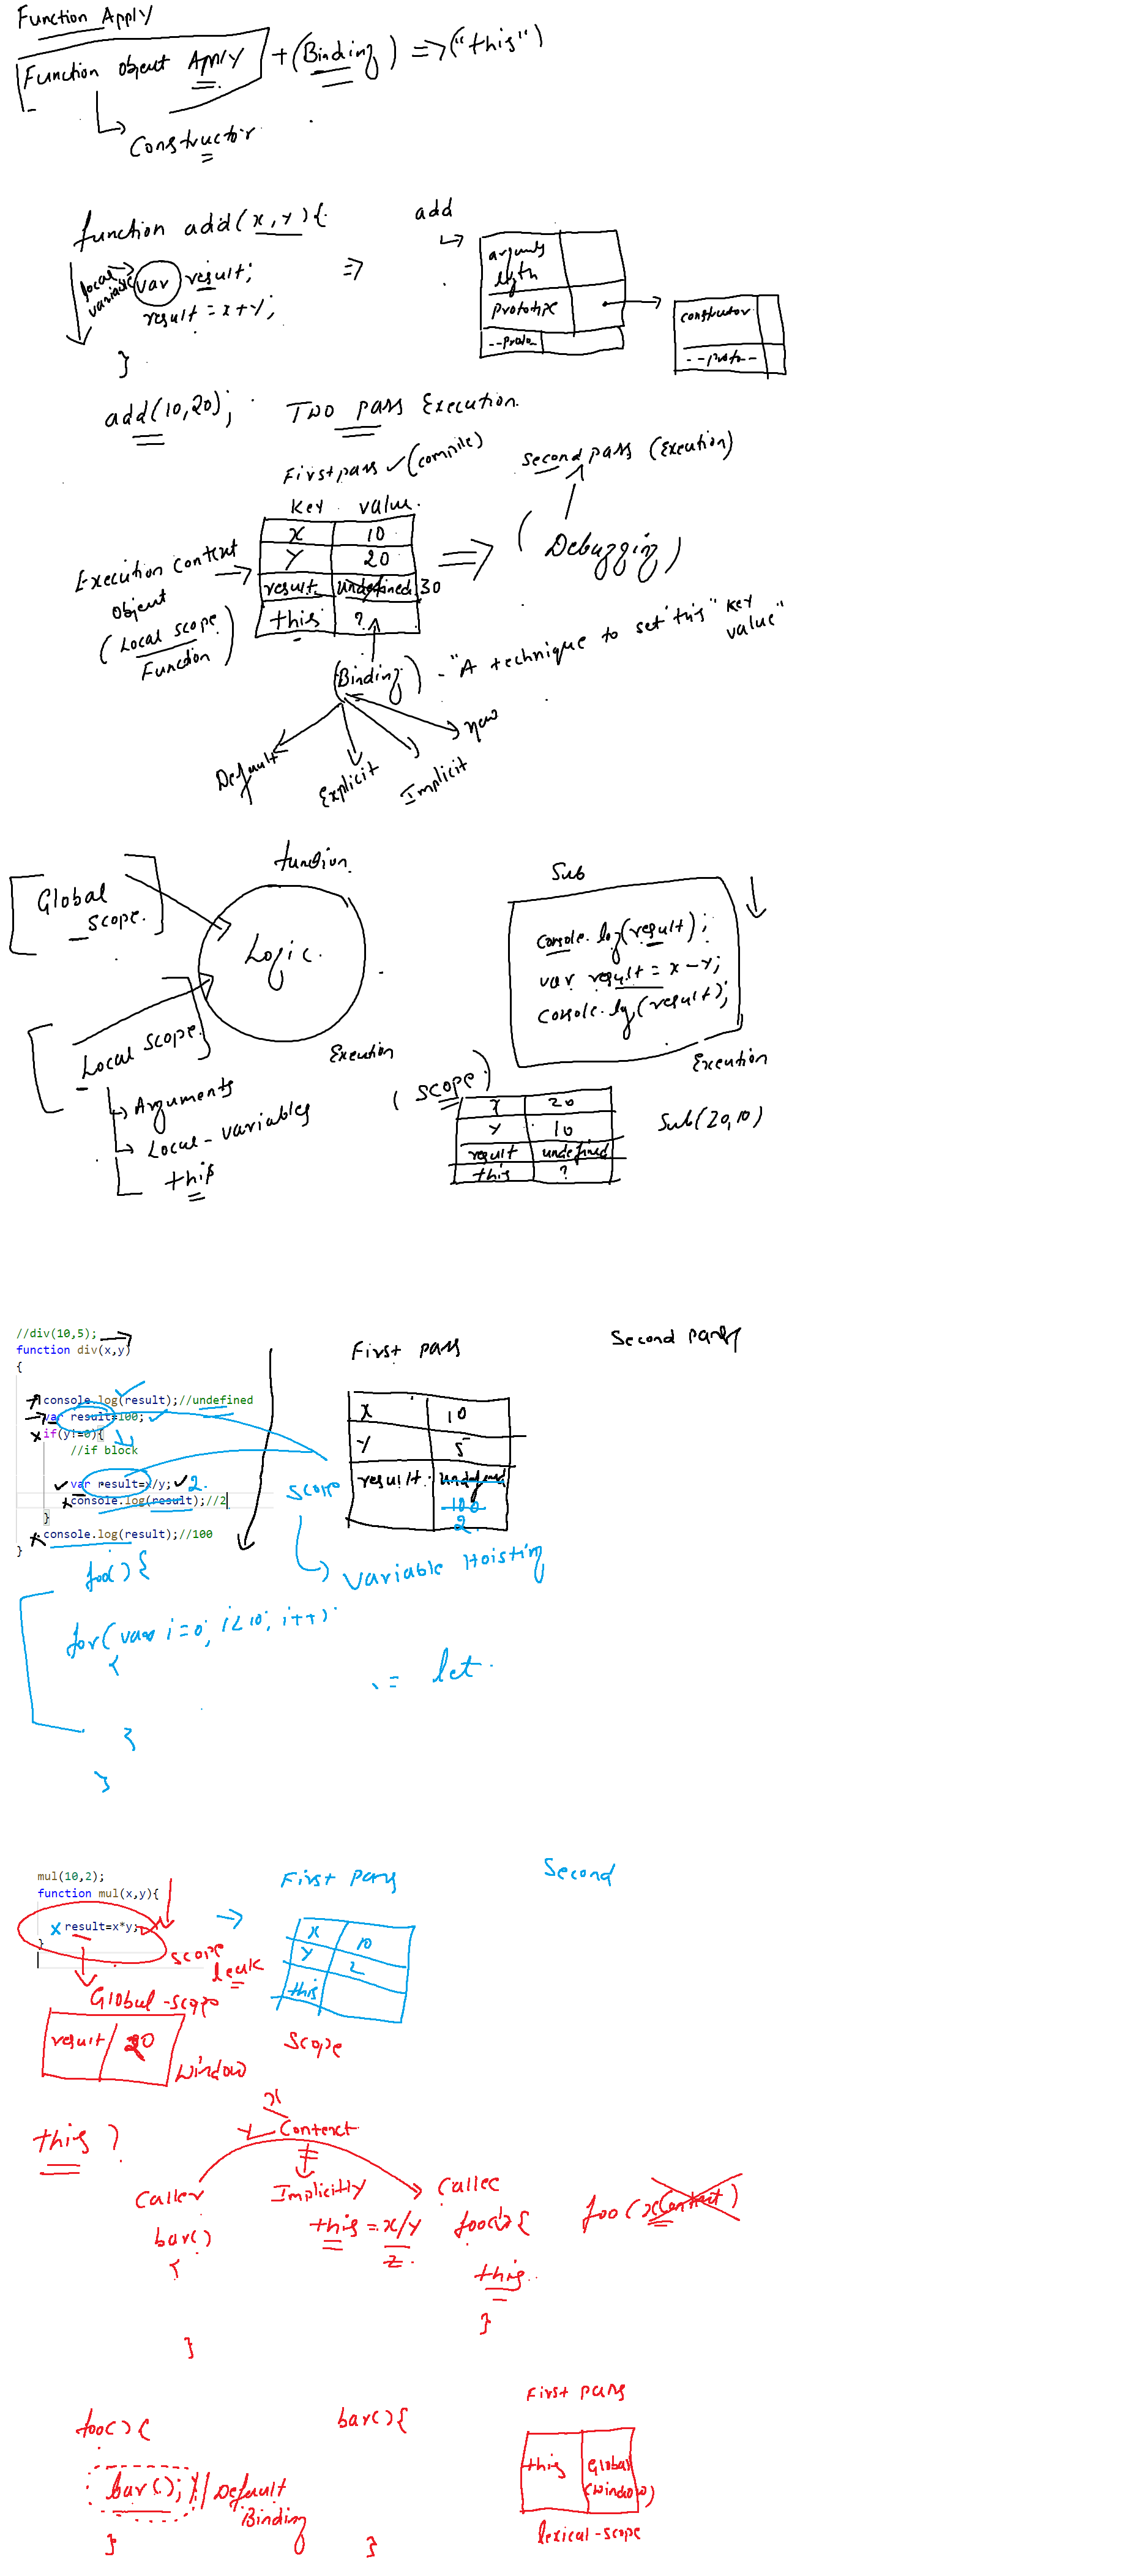 Function Apply
Function object Apply + (Binding) => ("this")
Constructor
function add(x,y){
local variable
var result;
result = x+y;
}
=>
add
arguments
length
prototype
--proto--
constructor
--proto--
add(10,20);
Two pass Execution.
First pass (compile)
Second pass (Execution)
Key value
x 10
y 20
result undefined 30
this ?
=> (Debugging)
Execution context
object
(Local scope
Function)
(Binding) - "A technique to set "this" key
value"
Default
Explicit
Implicit
new
Global
scope.
function
Logic.
Execution
Local scope.
Arguments
Local-variables
this
Sub
console.log(result);
var result = x-y;
console.log(result);
Execution
(scope)
x 20
y 10
result undefined
this ?
Sub(20,10)
//div(10,5);
function div(x,y)
{
console.log(result);//undefined
var result=100;
if(y!=0){
//if block
var result=x/y; 2.
console.log(result);//2
}
console.log(result);//100
}
First pass
Second pass
x 10
y 5
result undefined
100
2
scope
Variable Hoisting
foo(){
for(var i=0; i<10; i++)
{
}
}
:= let.
mul(10,2);
function mul(x,y){
x result=x*y;
}
scope
leak
Global-scope
result 20
window
First pass
Second
x 10
y 2
this
Scope
this ?
x
y Context
Caller
bar()
{
}
Implicitly
this = x/y
z.
Callee
foo(){
this.
}
foo(xContext)
foo(){
bar(); // Default
Binding
}
bar(){
}
First pass
this Global
(window)
lexical-scope